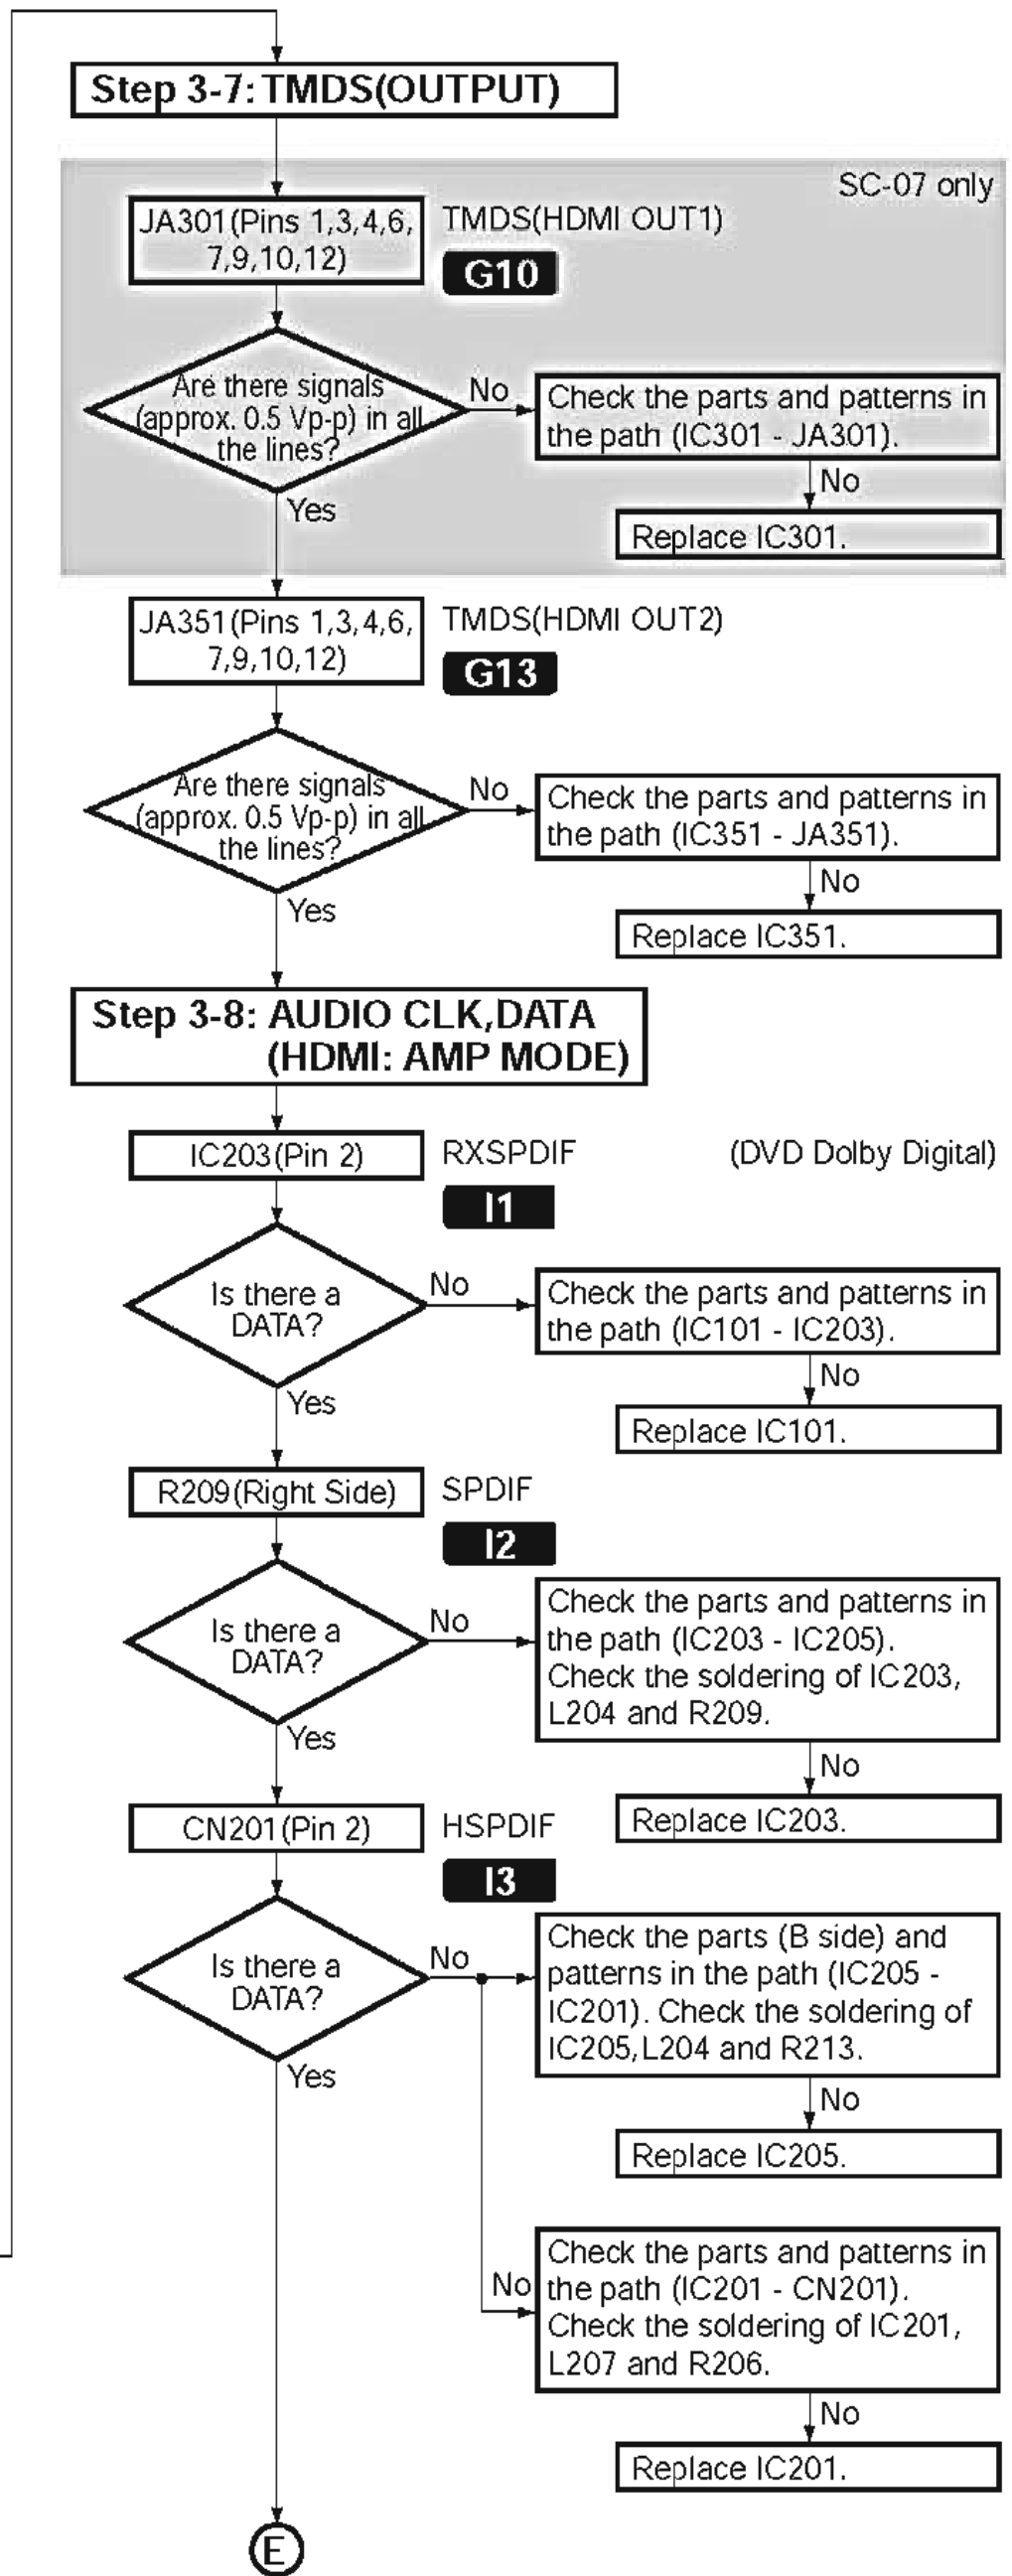 Step 3-7: TMDS(OUTPUT)
SC-07 only
JA301(Pins 1,3,4,6,
7,9,10,12)
TMDS(HDMI OUT1)
G10
Are there signals
(approx. 0.5 Vp-p) in all
the lines?
No
Check the parts and patterns in
the path (IC301 - JA301).
No
Replace IC301.
Yes
JA351(Pins 1,3,4,6,
7,9,10,12)
TMDS(HDMI OUT2)
G13
Are there signals
(approx. 0.5 Vp-p) in all
the lines?
No
Check the parts and patterns in
the path (IC351 - JA351).
No
Replace IC351.
Yes
Step 3-8: AUDIO CLK,DATA
(HDMI: AMP MODE)
IC203(Pin 2)
RXSPDIF
(DVD Dolby Digital)
I1
Is there a
DATA?
No
Check the parts and patterns in
the path (IC101 - IC203).
No
Replace IC101.
Yes
R209(Right Side)
SPDIF
I2
Is there a
DATA?
No
Check the parts and patterns in
the path (IC203 - IC205).
Check the soldering of IC203,
L204 and R209.
No
Replace IC203.
Yes
CN201(Pin 2)
HSPDIF
I3
Is there a
DATA?
No
Check the parts (B side) and
patterns in the path (IC205 -
IC201). Check the soldering of
IC205,L204 and R213.
No
Replace IC205.
Yes
No
Check the parts and patterns in
the path (IC201 - CN201).
Check the soldering of IC201,
L207 and R206.
No
Replace IC201.
E